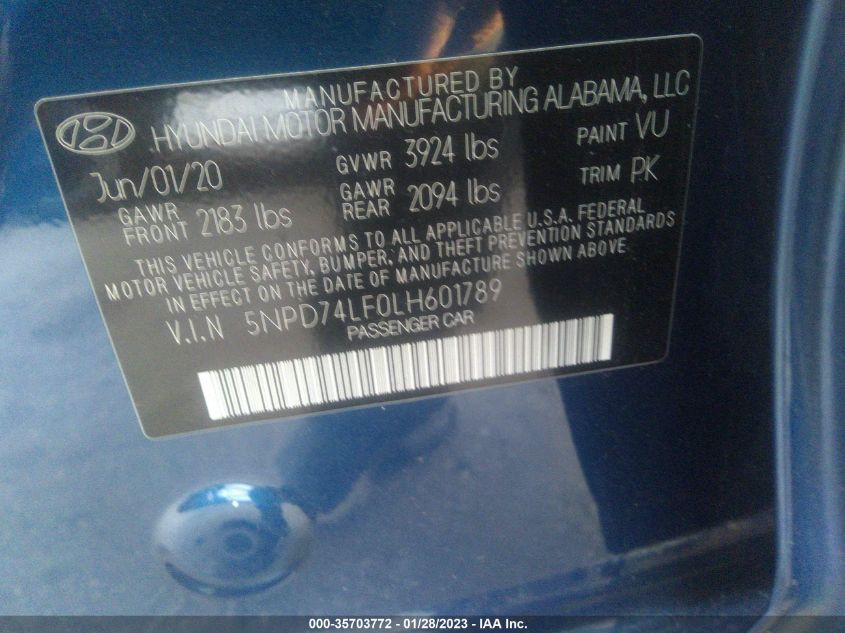 MANUFACTURED BY
HYUNDAI MOTOR MANUFACTURING ALABAMA, LLC
Jun/01/20 GVWR 3924 lbs PAINT VU
GAWR FRONT 2183 lbs GAWR REAR 2094 lbs TRIM PK
THIS VEHICLE CONFORMS TO ALL APPLICABLE U.S.A. FEDERAL
MOTOR VEHICLE SAFETY, BUMPER, AND THEFT PREVENTION STANDARDS
IN EFFECT ON THE DATE OF MANUFACTURE SHOWN ABOVE
V.I.N 5NPD74LF0LH601789
PASSENGER CAR
000-35703772 - 01/28/2023 - IAA Inc.